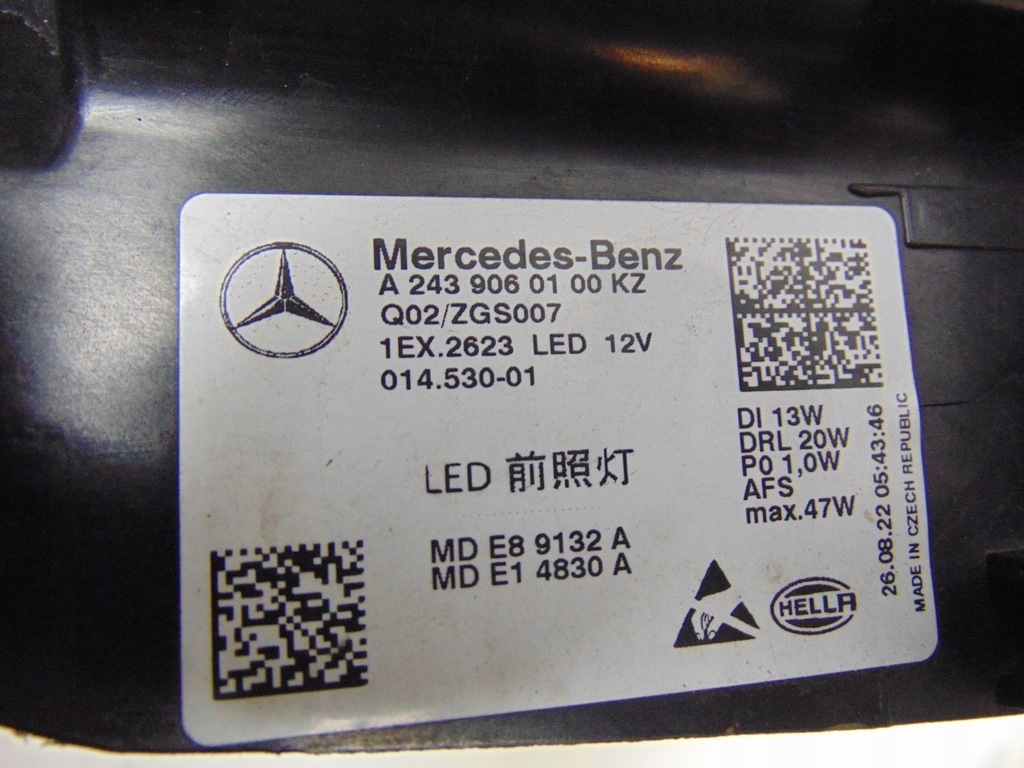 Mercedes-Benz
A 243 906 01 00 KZ
Q02/ZGS007
1EX.2623 LED 12V
014.530-01
LED 前照灯
MD E8 9132 A
MD E1 4830 A
DI 13W
DRL 20W
PO 1,0W
AFS
max.47W
HELLA
26.08.22 05:43:46
MADE IN CZECH REPUBLIC